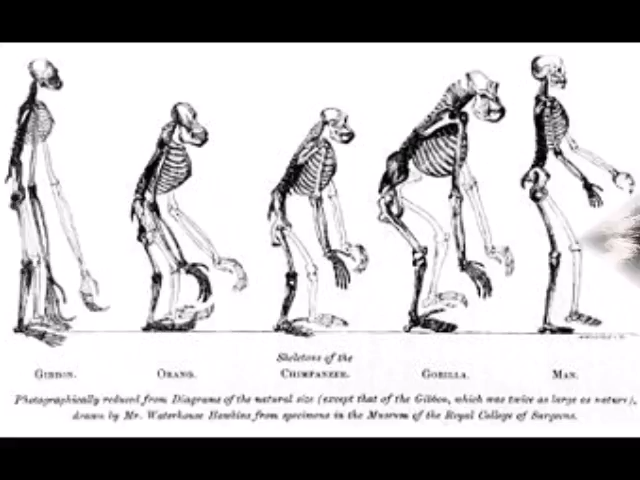 Skeletons of the
GIBBON. ORANG. CHIMPANZEE. GORILLA. MAN.
Photographically reduced from Diagrams of the natural size (except that of the Gibbon, which was twice as large as nature),
drawn by Mr. Waterhouse Hawkins from specimens in the Museum of the Royal College of Surgeons.